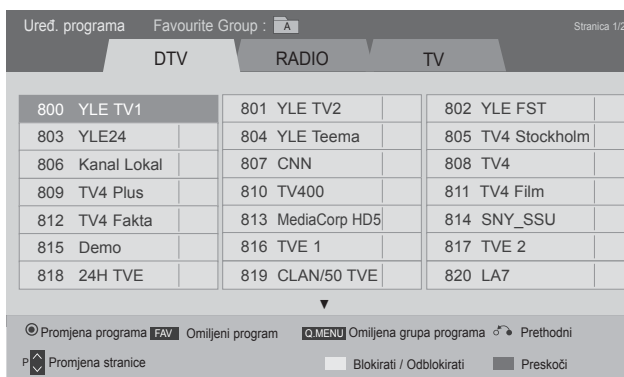 Uređ. programa Favourite Group : A Stranica 1/2
DTV RADIO TV
800 YLE TV1 801 YLE TV2 802 YLE FST
803 YLE24 804 YLE Teema 805 TV4 Stockholm
806 Kanal Lokal 807 CNN 808 TV4
809 TV4 Plus 810 TV400 811 TV4 Film
812 TV4 Fakta 813 MediaCorp HD5 814 SNY_SSU
815 Demo 816 TVE 1 817 TVE 2
818 24H TVE 819 CLAN/50 TVE 820 LA7
Promjena programa FAV Omiljeni program Q.MENU Omiljena grupa programa Prethodni
P Promjena stranice Blokirati / Odblokirati Preskoči